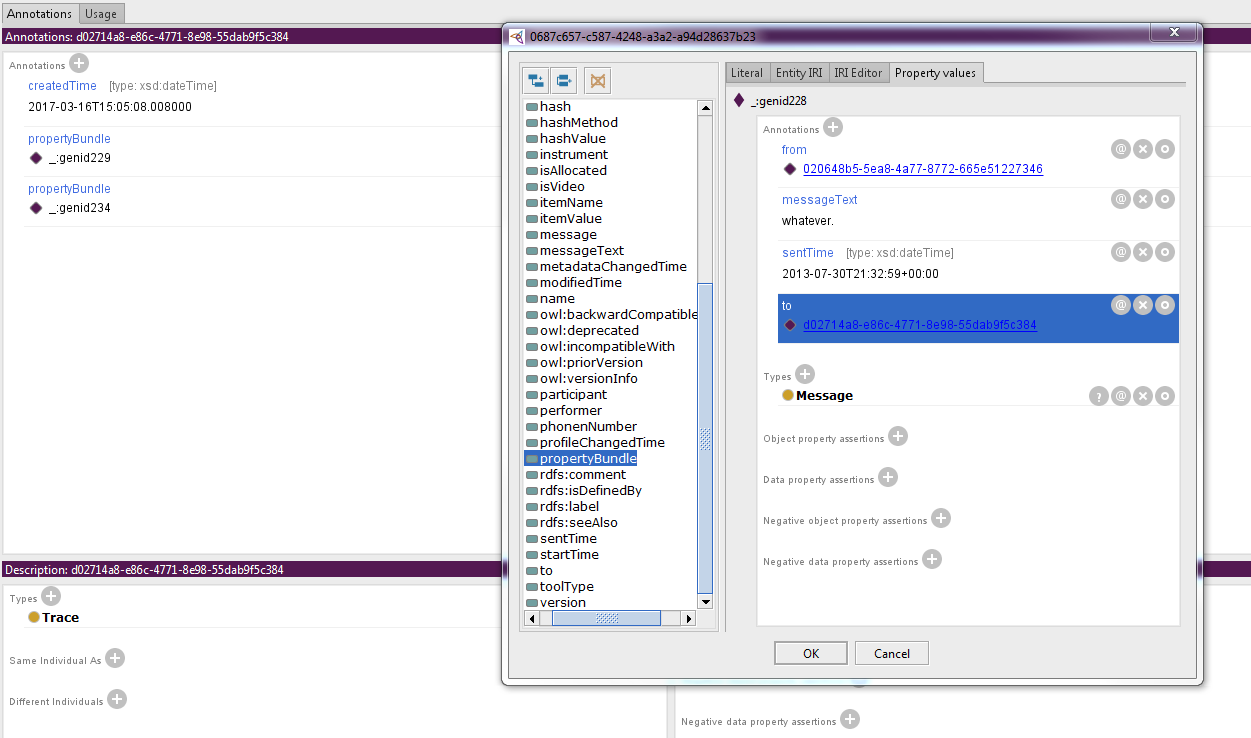 Annotations Usage
Annotations: d02714a8-e86c-4771-8e98-55dab9f5c384
Annotations
createdTime [type: xsd:dateTime]
2017-03-16T15:05:08.008000
propertyBundle
_:genid229
propertyBundle
_:genid234
Description: d02714a8-e86c-4771-8e98-55dab9f5c384
Types
Trace
Same Individual As
Different Individuals
0687c657-c587-4248-a3a2-a94d28637b23
X
hash
hashMethod
hashValue
instrument
isAllocated
isVideo
itemName
itemValue
message
messageText
metadataChangedTime
modifiedTime
name
owl:backwardCompatible
owl:deprecated
owl:incompatibleWith
owl:priorVersion
owl:versionInfo
participant
performer
phonenNumber
profileChangedTime
propertyBundle
rdfs:comment
rdfs:isDefinedBy
rdfs:label
rdfs:seeAlso
sentTime
startTime
to
toolType
version
Literal Entity IRI IRI Editor Property values
_:genid228
Annotations
from
020648b5-5ea8-4a77-8772-665e51227346
messageText
whatever.
sentTime [type: xsd:dateTime]
2013-07-30T21:32:59+00:00
to
d02714a8-e86c-4771-8e98-55dab9f5c384
Types
Message
Object property assertions
Data property assertions
Negative object property assertions
Negative data property assertions
OK Cancel
Negative data property assertions